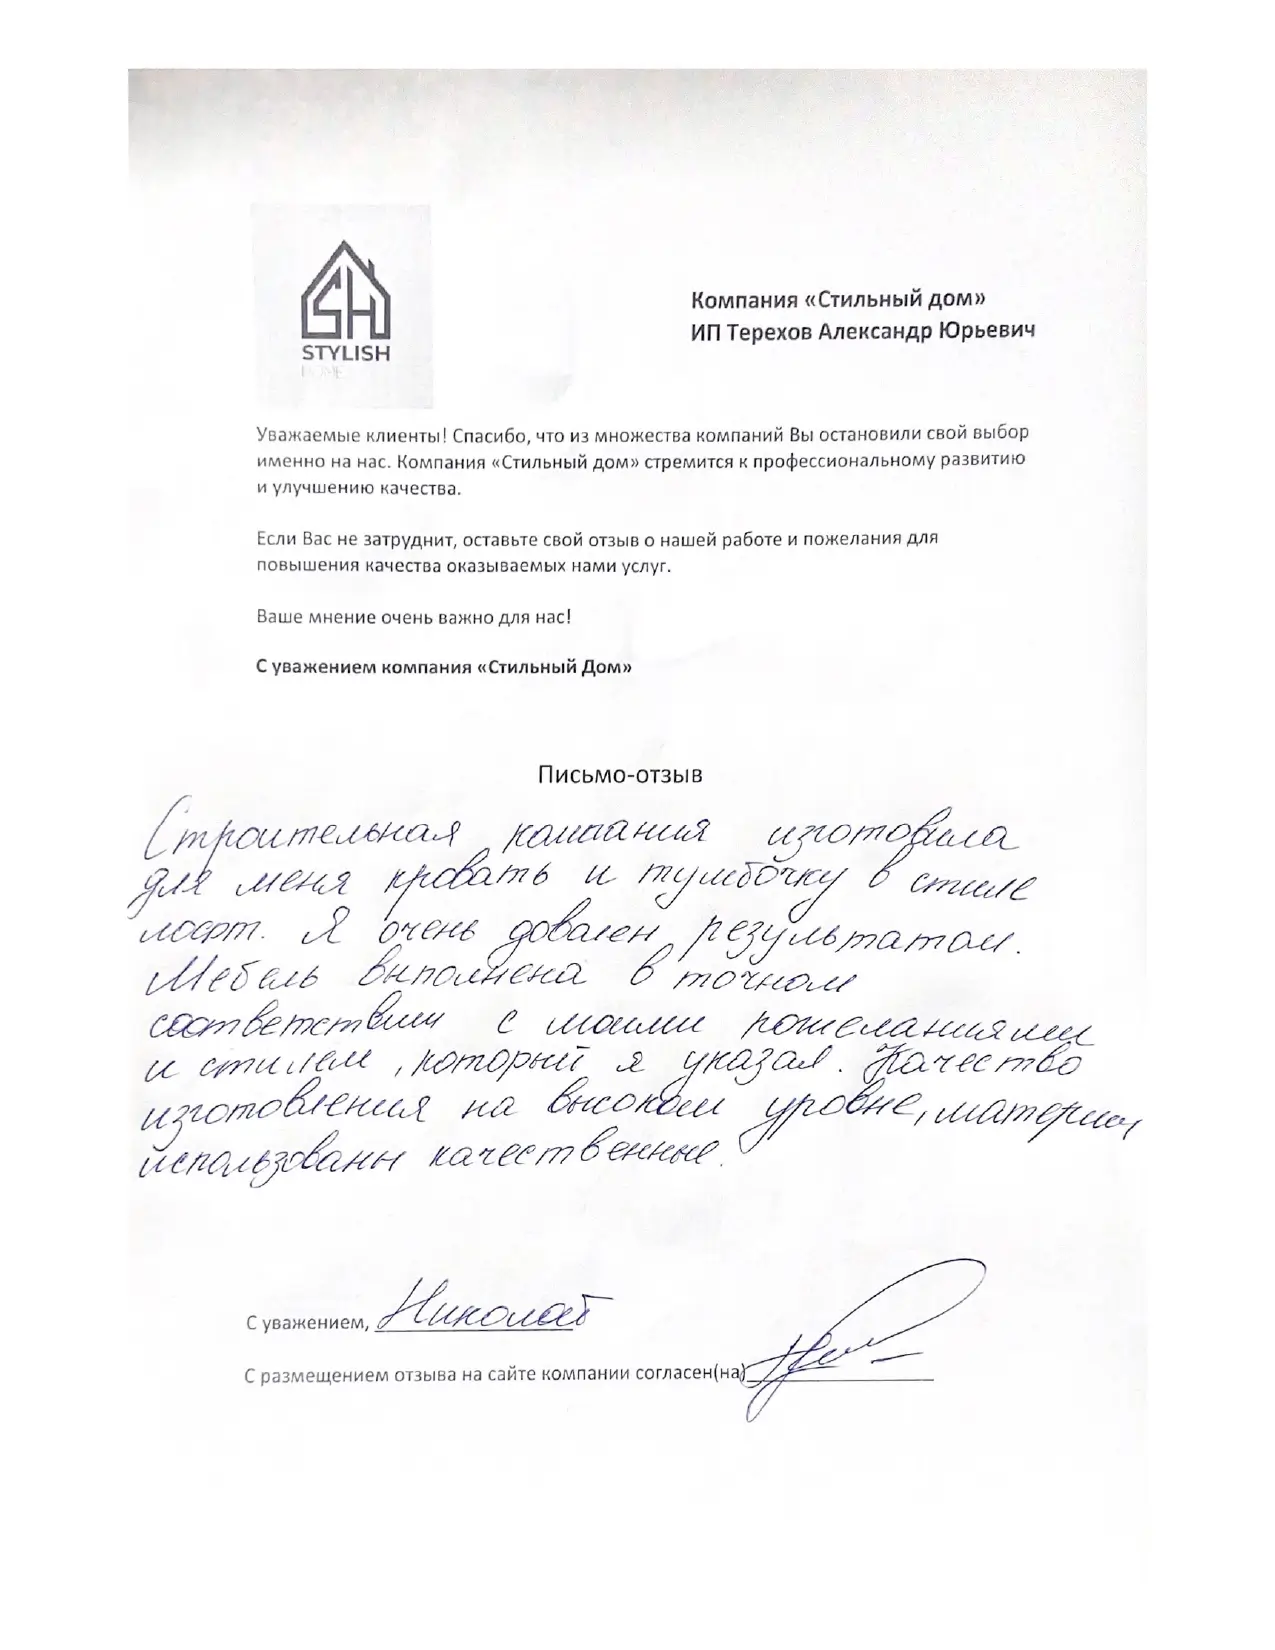 STYLISH
HOME
Компания «Стильный дом»
ИП Терехов Александр Юрьевич
Уважаемые клиенты! Спасибо, что из множества компаний Вы остановили свой выбор
именно на нас. Компания «Стильный дом» стремится к профессиональному развитию
и улучшению качества.
Если Вас не затруднит, оставьте свой отзыв о нашей работе и пожелания для
повышения качества оказываемых нами услуг.
Ваше мнение очень важно для нас!
С уважением компания «Стильный Дом»
Письмо-отзыв
Строительная компания изготовила
для меня кровать и тумбочку в стиле
лофт. Я очень доволен результатом.
Мебель выполнена в точном
соответствии с моими пожеланиями
и стилем, который я указал. Качество
изготовления на высоком уровне, материалы
использованы качественные.
С уважением, Николай
С размещением отзыва на сайте компании согласен(на)